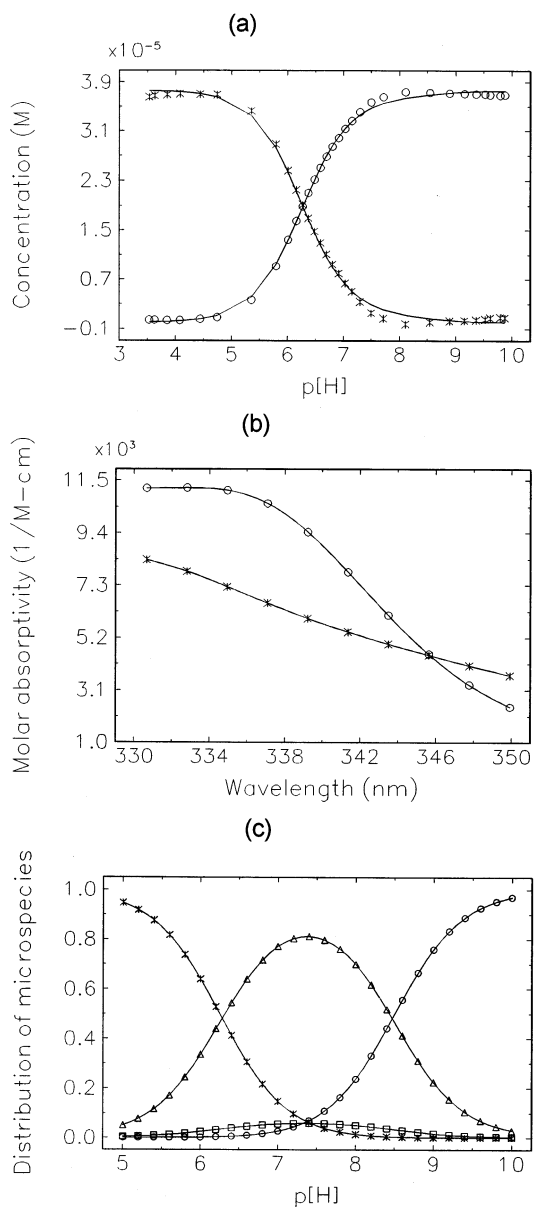 (a)
x10⁻⁵
3.9
3.1
2.3
1.5
0.7
−0.1
Concentration (M)
3 4 5 6 7 8 9 10
p[H]
(b)
x10³
11.5
9.4
7.3
5.2
3.1
1.0
Molar absorptivity (1/M−cm)
330 334 338 342 346 350
Wavelength (nm)
(c)
1.0
0.8
0.6
0.4
0.2
0.0
Distribution of microspecies
5 6 7 8 9 10
p[H]